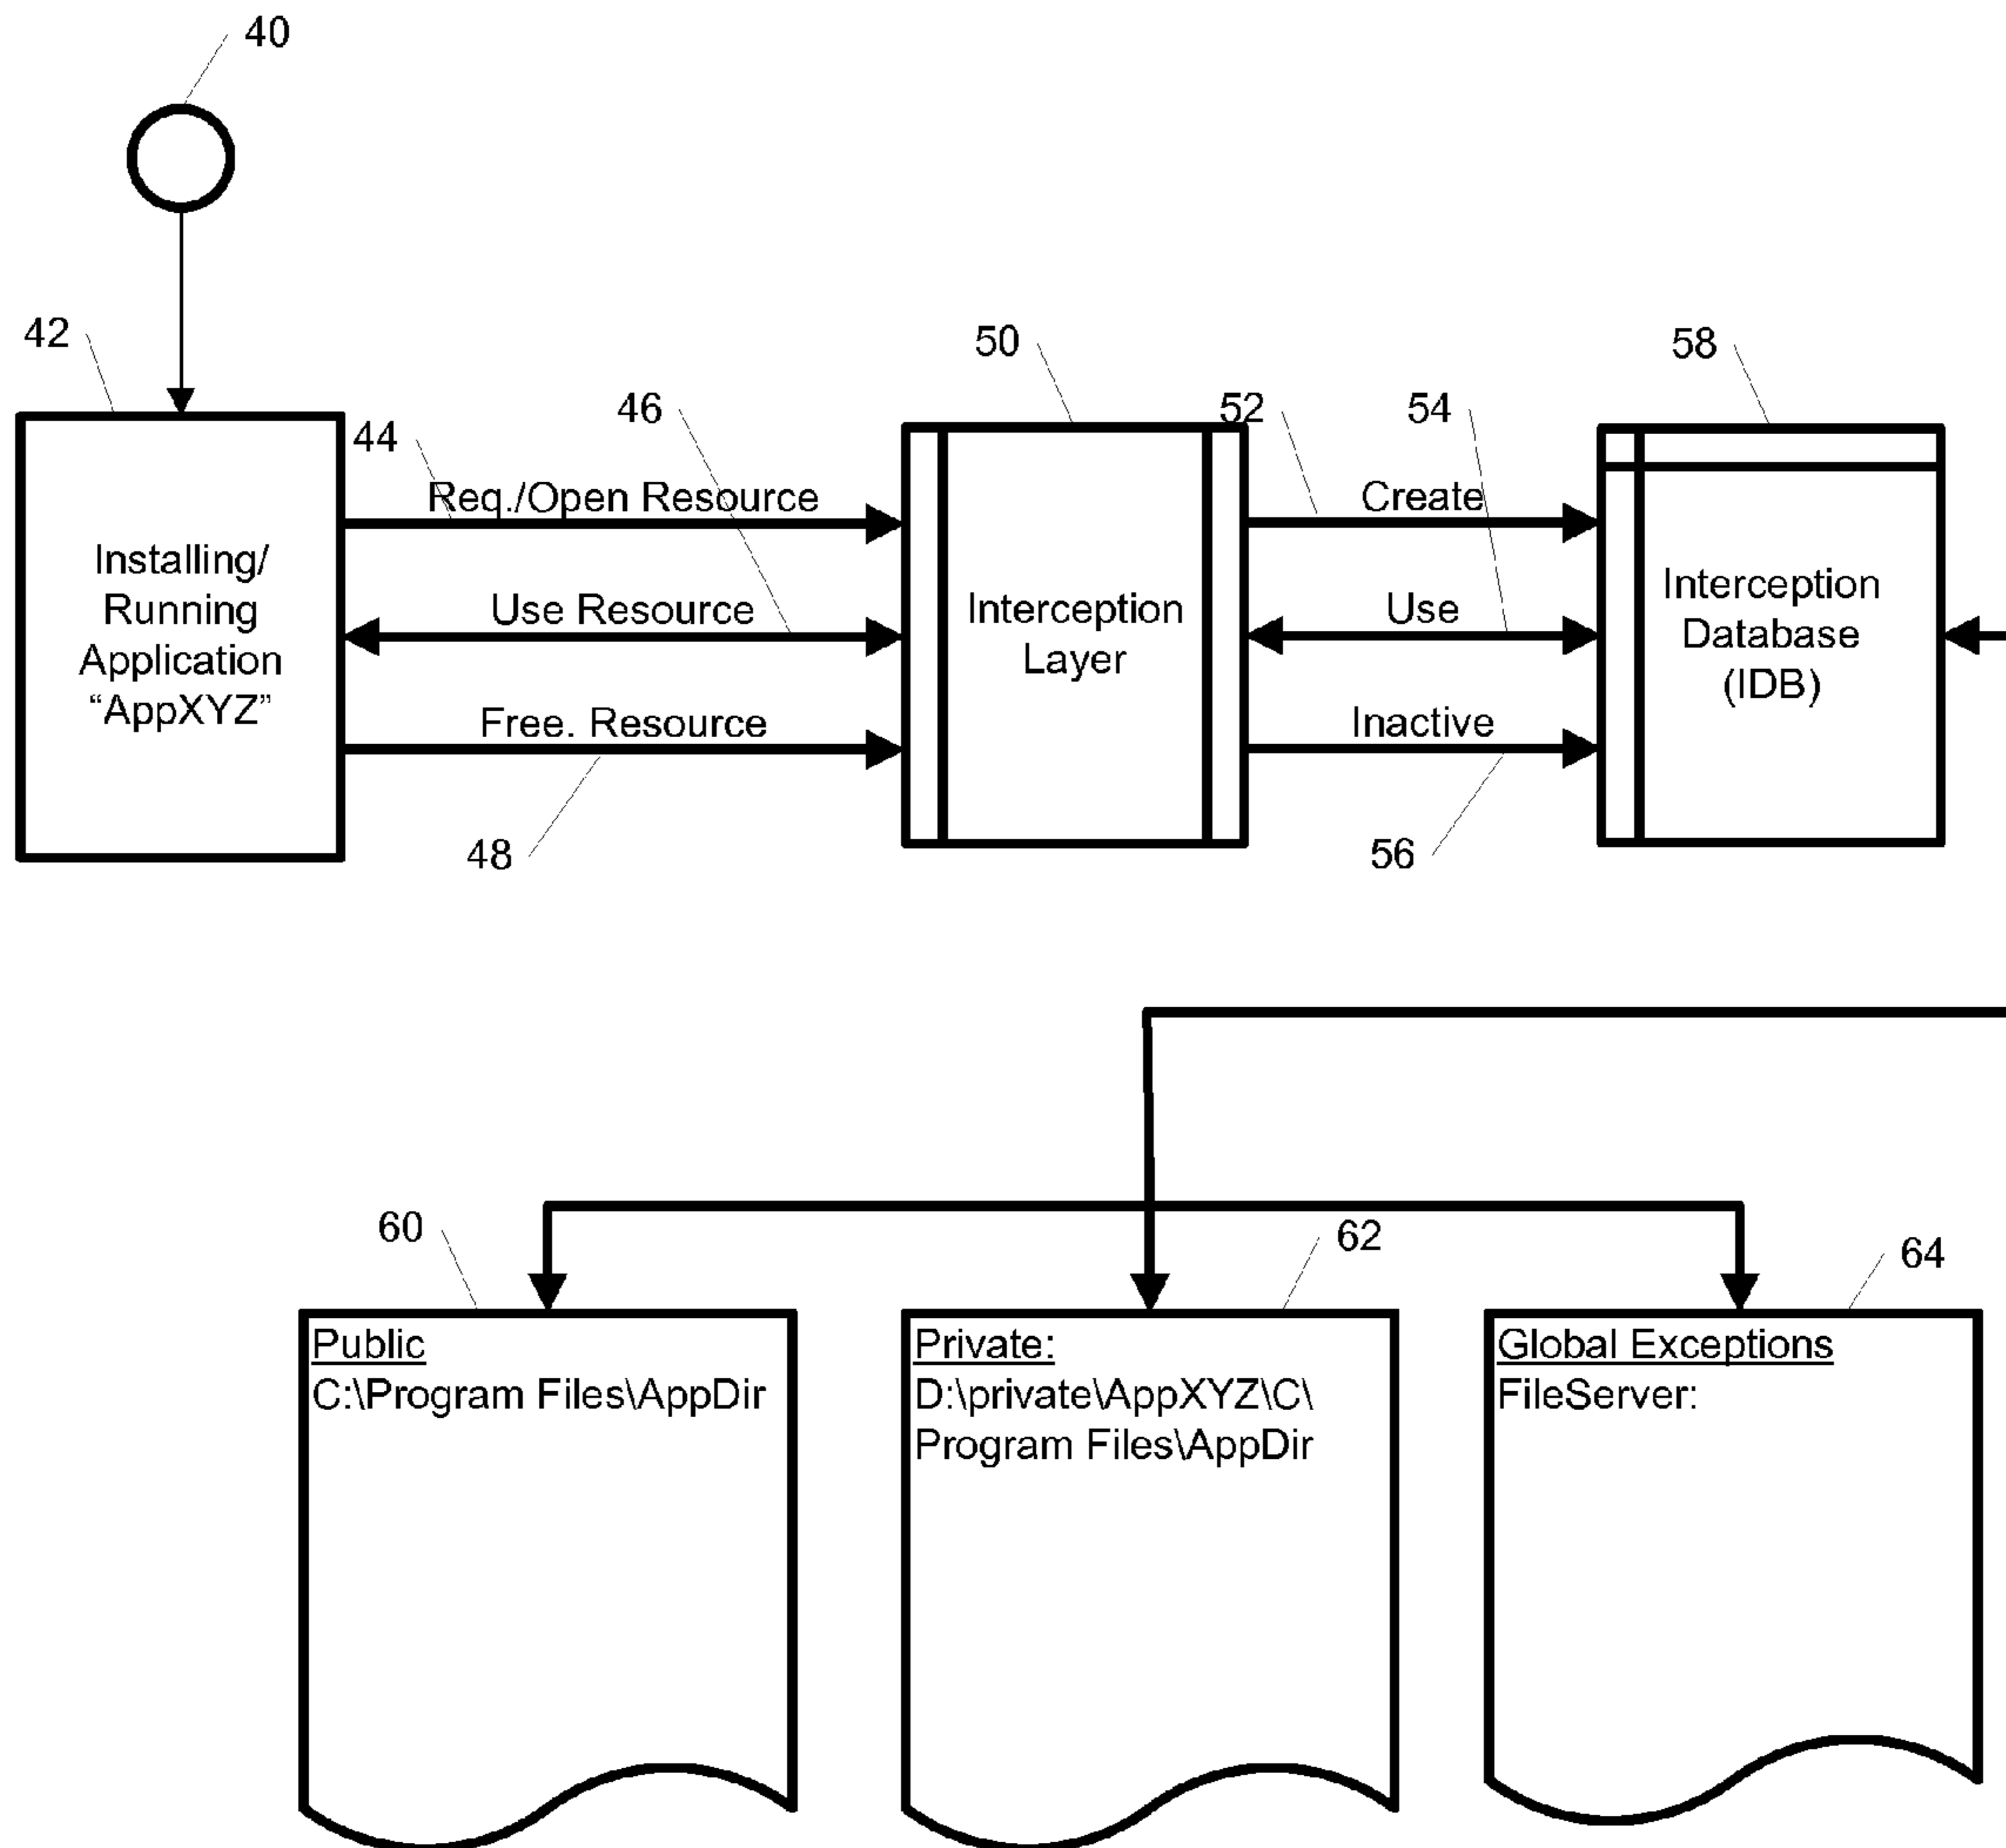 40
42
44
46
50
52
54
58
Req./Open Resource
Create
Installing/
Running
Application
“AppXYZ”
Use Resource
Interception
Layer
Use
Interception
Database
(IDB)
Free. Resource
Inactive
48
56
60
62
64
Public
C:\Program Files\AppDir
Private:
D:\private\AppXYZ\C\
Program Files\AppDir
Global Exceptions
FileServer: